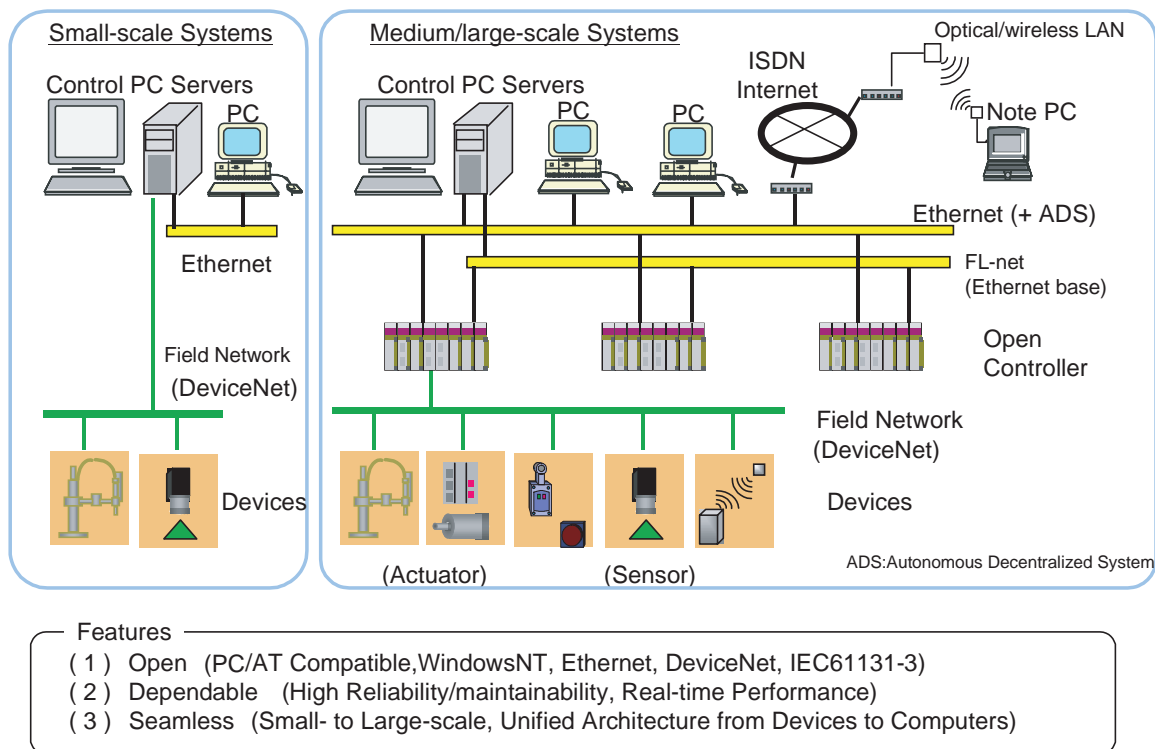 Small-scale Systems
Control PC Servers
PC
Ethernet
Field Network
(DeviceNet)
Devices
Medium/large-scale Systems
Control PC Servers
PC
PC
ISDN
Internet
Optical/wireless LAN
Note PC
Ethernet (+ ADS)
FL-net
(Ethernet base)
Open
Controller
Field Network
(DeviceNet)
Devices
(Actuator)
(Sensor)
ADS:Autonomous Decentralized System
Features
( 1 ) Open (PC/AT Compatible,WindowsNT, Ethernet, DeviceNet, IEC61131-3)
( 2 ) Dependable (High Reliability/maintainability, Real-time Performance)
( 3 ) Seamless (Small- to Large-scale, Unified Architecture from Devices to Computers)